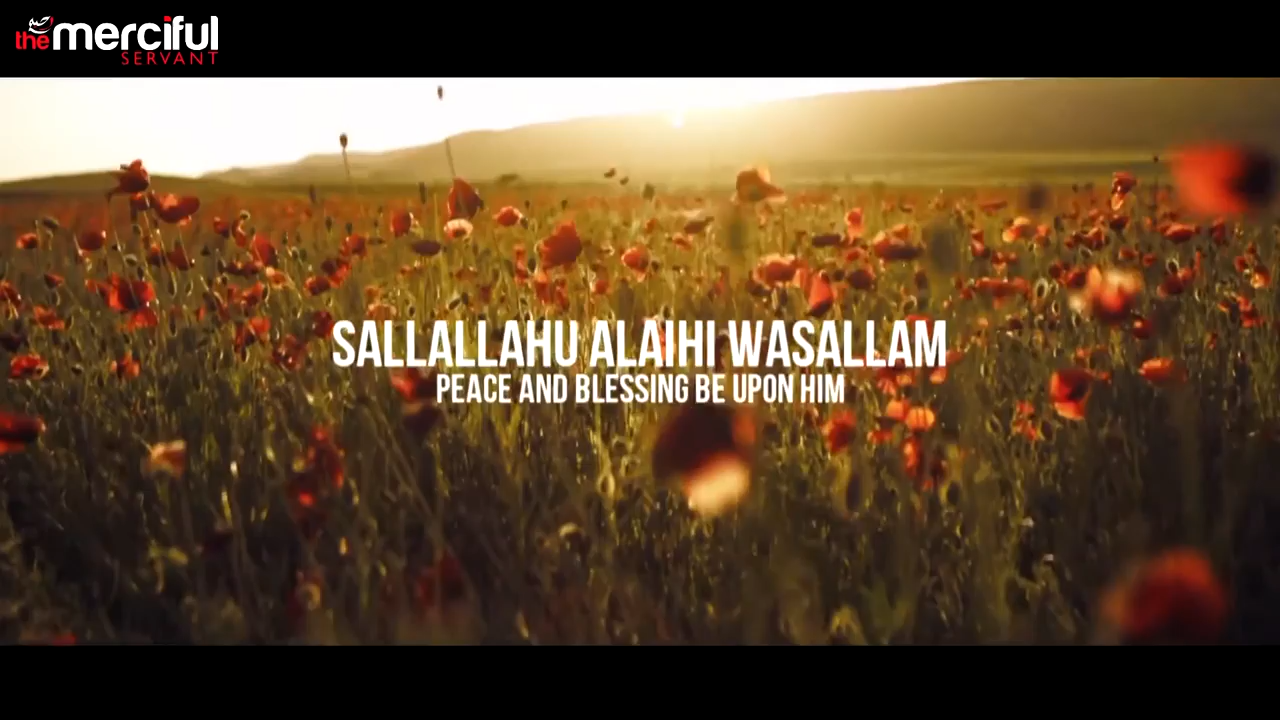 the merciful
SERVANT
SALLALLAHU ALAIHI WASALLAM
PEACE AND BLESSING BE UPON HIM